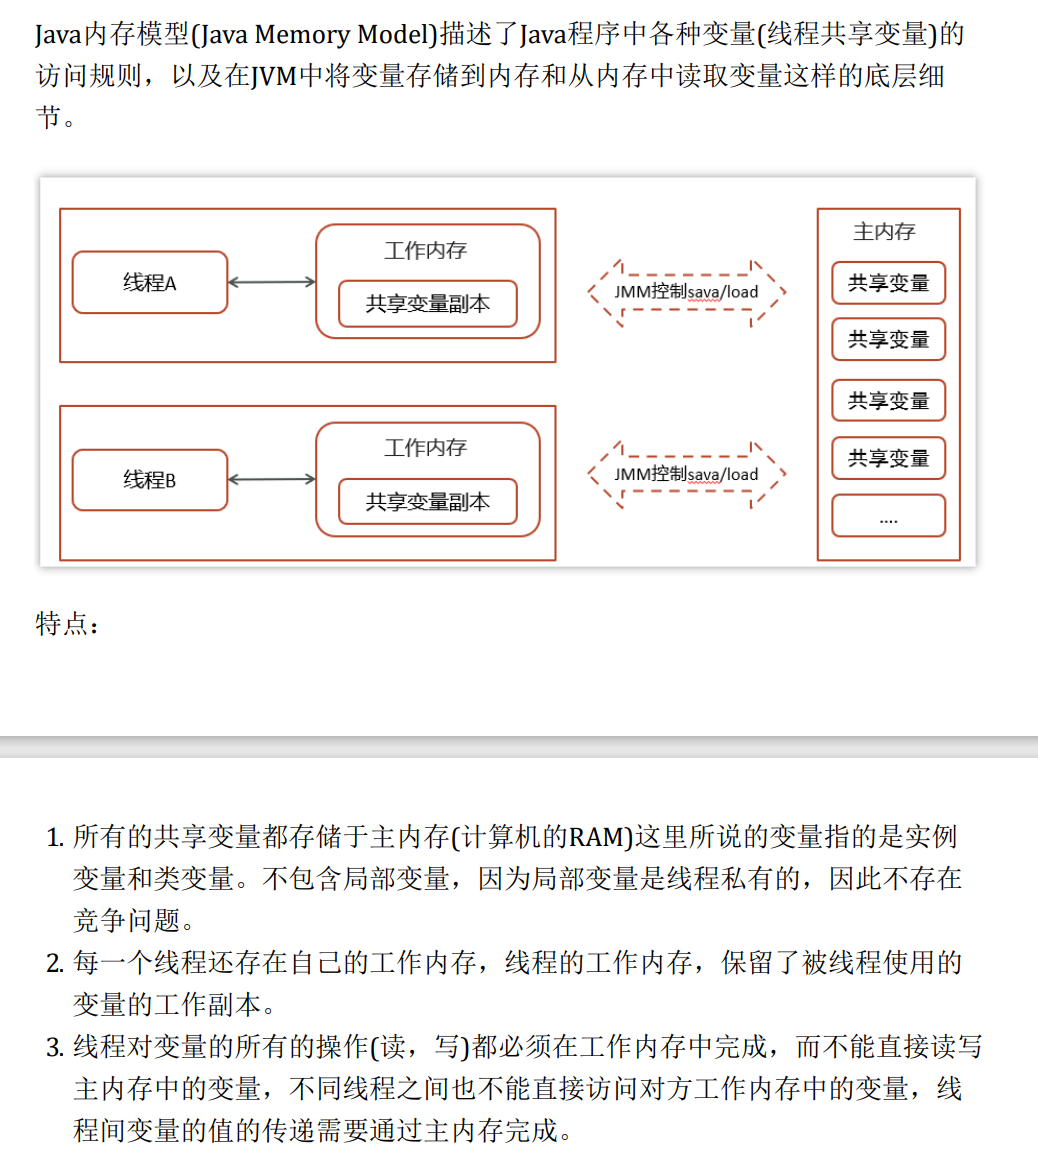 Java内存模型(Java Memory Model)描述了Java程序中各种变量(线程共享变量)的
访问规则，以及在JVM中将变量存储到内存和从内存中读取变量这样的底层细
节。
线程A
工作内存
共享变量副本
JMM控制sava/load
线程B
工作内存
共享变量副本
JMM控制sava/load
主内存
共享变量
共享变量
共享变量
共享变量
....
特点：
1. 所有的共享变量都存储于主内存(计算机的RAM)这里所说的变量指的是实例
变量和类变量。不包含局部变量，因为局部变量是线程私有的，因此不存在
竞争问题。
2. 每一个线程还存在自己的工作内存，线程的工作内存，保留了被线程使用的
变量的工作副本。
3. 线程对变量的所有的操作(读，写)都必须在工作内存中完成，而不能直接读写
主内存中的变量，不同线程之间也不能直接访问对方工作内存中的变量，线
程间变量的值的传递需要通过主内存完成。